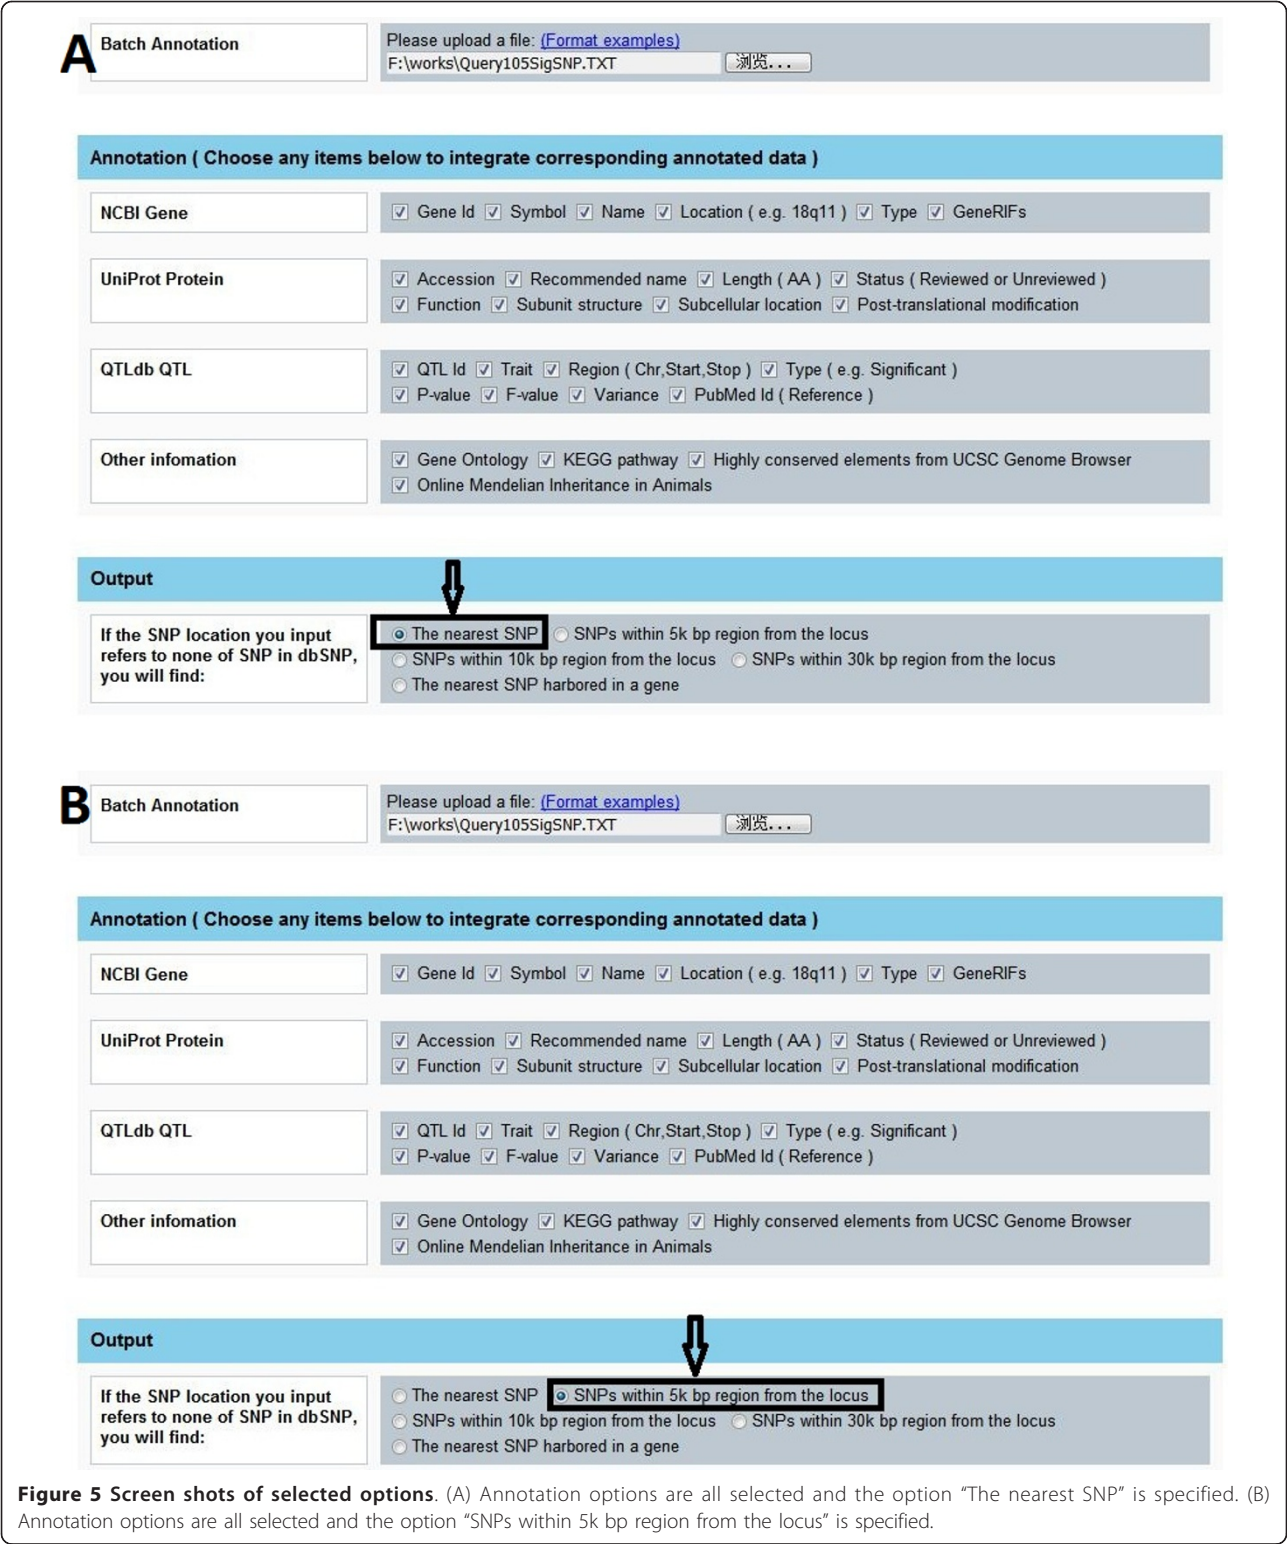 A
Batch Annotation
Please upload a file: (Format examples)
F:\works\Query105SigSNP.TXT
浏览...
Annotation ( Choose any items below to integrate corresponding annotated data )
NCBI Gene
Gene Id Symbol Name Location ( e.g. 18q11 ) Type GeneRIFs
UniProt Protein
Accession Recommended name Length ( AA ) Status ( Reviewed or Unreviewed )
Function Subunit structure Subcellular location Post-translational modification
QTLdb QTL
QTL Id Trait Region ( Chr,Start,Stop ) Type ( e.g. Significant )
P-value F-value Variance PubMed Id ( Reference )
Other infomation
Gene Ontology KEGG pathway Highly conserved elements from UCSC Genome Browser
Online Mendelian Inheritance in Animals
Output
If the SNP location you input
refers to none of SNP in dbSNP,
you will find:
The nearest SNP SNPs within 5k bp region from the locus
SNPs within 10k bp region from the locus SNPs within 30k bp region from the locus
The nearest SNP harbored in a gene
B
Batch Annotation
Please upload a file: (Format examples)
F:\works\Query105SigSNP.TXT
浏览...
Annotation ( Choose any items below to integrate corresponding annotated data )
NCBI Gene
Gene Id Symbol Name Location ( e.g. 18q11 ) Type GeneRIFs
UniProt Protein
Accession Recommended name Length ( AA ) Status ( Reviewed or Unreviewed )
Function Subunit structure Subcellular location Post-translational modification
QTLdb QTL
QTL Id Trait Region ( Chr,Start,Stop ) Type ( e.g. Significant )
P-value F-value Variance PubMed Id ( Reference )
Other infomation
Gene Ontology KEGG pathway Highly conserved elements from UCSC Genome Browser
Online Mendelian Inheritance in Animals
Output
If the SNP location you input
refers to none of SNP in dbSNP,
you will find:
The nearest SNP SNPs within 5k bp region from the locus
SNPs within 10k bp region from the locus SNPs within 30k bp region from the locus
The nearest SNP harbored in a gene
Figure 5 Screen shots of selected options. (A) Annotation options are all selected and the option "The nearest SNP" is specified. (B)
Annotation options are all selected and the option "SNPs within 5k bp region from the locus" is specified.